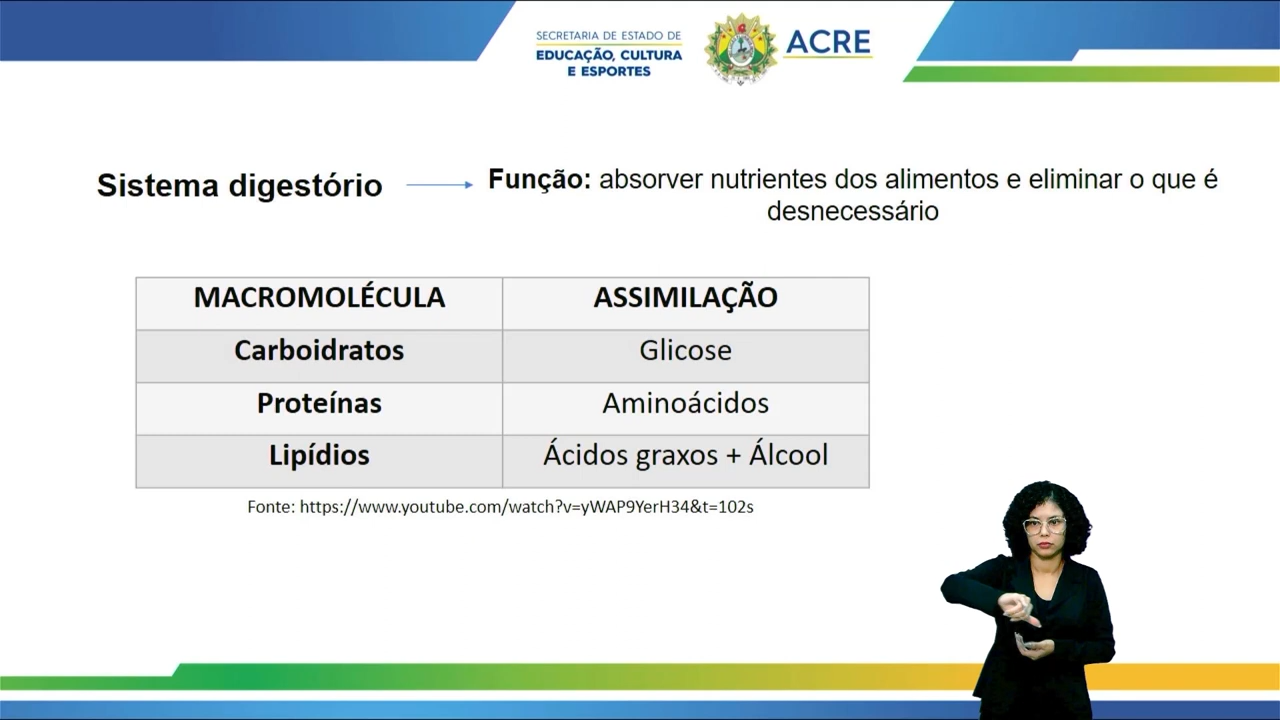 SECRETARIA DE ESTADO DE
EDUCAÇÃO, CULTURA
E ESPORTES
ACRE
Sistema digestório
Função: absorver nutrientes dos alimentos e eliminar o que é
desnecessário
MACROMOLÉCULA ASSIMILAÇÃO
Carboidratos Glicose
Proteínas Aminoácidos
Lipídios Ácidos graxos + Álcool
Fonte: https://www.youtube.com/watch?v=yWAP9YerH34&t=102s